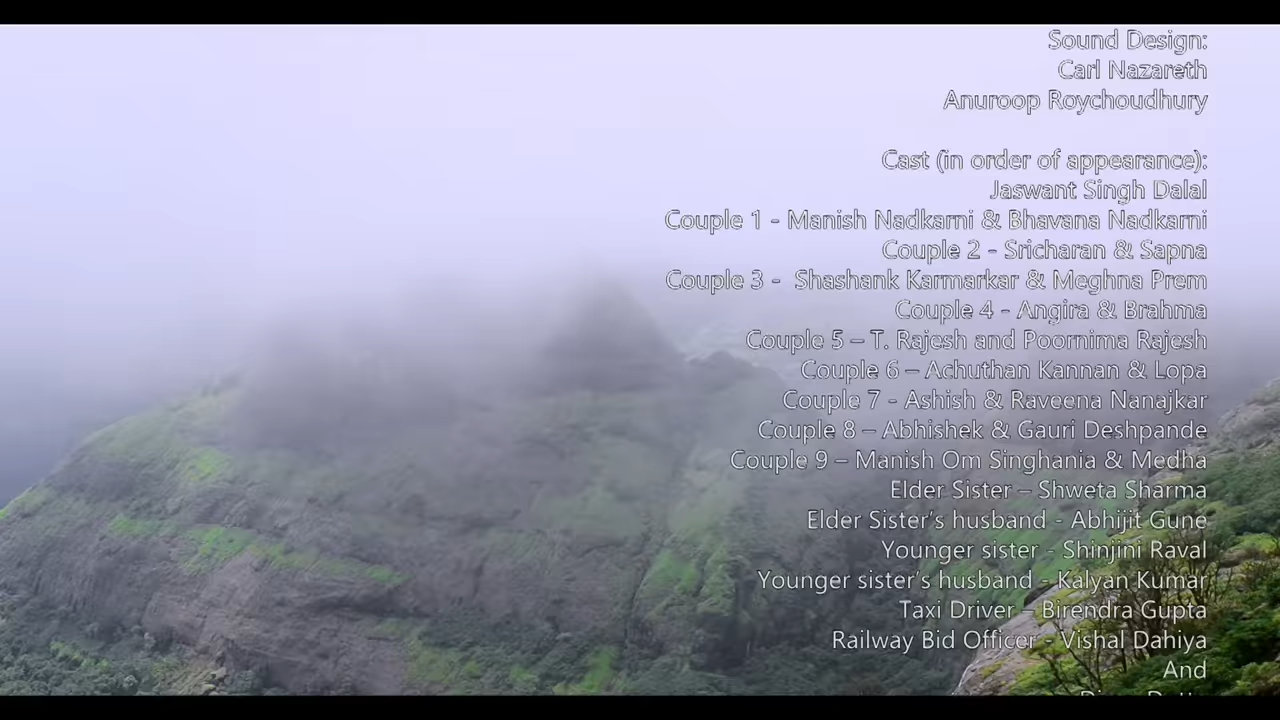 Sound Design:
Carl Nazareth
Anuroop Roychoudhury
Cast (in order of appearance):
Jaswant Singh Dalal
Couple 1 - Manish Nadkarni & Bhavana Nadkarni
Couple 2 - Sricharan & Sapna
Couple 3 -  Shashank Karmarkar & Meghna Prem
Couple 4 - Angira & Brahma
Couple 5 – T. Rajesh and Poornima Rajesh
Couple 6 – Achuthan Kannan & Lopa
Couple 7 - Ashish & Raveena Nanajkar
Couple 8 – Abhishek & Gauri Deshpande
Couple 9 – Manish Om Singhania & Medha
Elder Sister – Shweta Sharma
Elder Sister's husband - Abhijit Gune
Younger sister - Shinjini Raval
Younger sister's husband - Kalyan Kumar
Taxi Driver – Birendra Gupta
Railway Bid Officer - Vishal Dahiya
And